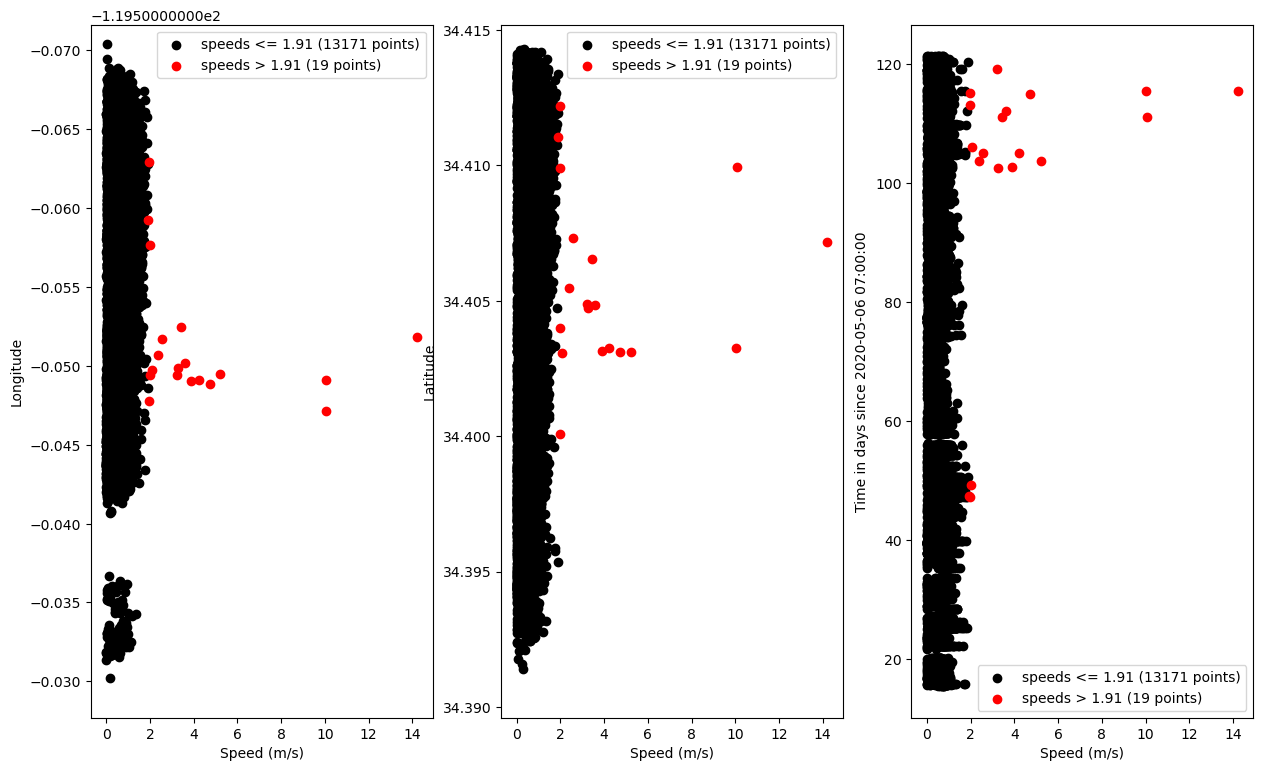 −1.1950000000e2
−0.070
−0.065
−0.060
−0.055
−0.050
−0.045
−0.040
−0.035
−0.030
Longitude
0 2 4 6 8 10 12 14
Speed (m/s)
speeds <= 1.91 (13171 points)
speeds > 1.91 (19 points)
34.415
34.410
34.405
34.400
34.395
34.390
Latitude
0 2 4 6 8 10 12 14
Speed (m/s)
speeds <= 1.91 (13171 points)
speeds > 1.91 (19 points)
120
100
80
60
40
20
Time in days since 2020-05-06 07:00:00
0 2 4 6 8 10 12 14
Speed (m/s)
speeds <= 1.91 (13171 points)
speeds > 1.91 (19 points)